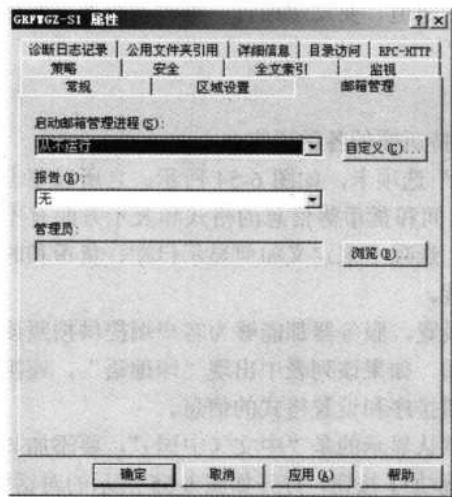 GRFWGZ-S1 属性
诊断日志记录 公用文件夹引用 详细信息 目录访问 RPC-HTTP
策略 安全 全文索引 监视
常规 区域设置 邮箱管理
启动邮箱管理进程(S):
从不运行
自定义(C)...
报告(R):
无
管理员:
浏览(O)...
确定 取消 应用(A) 帮助